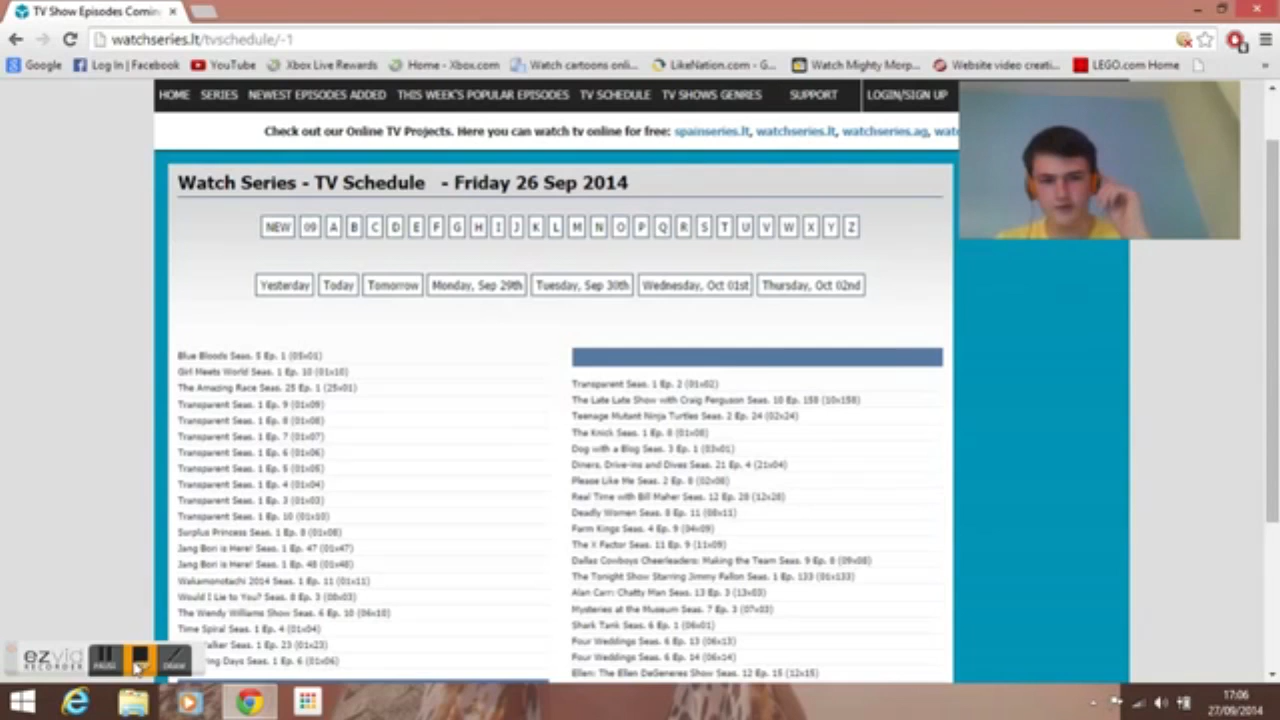 TV Show Episodes Comin
watchseries.lt/tvschedule/-1
Google
Log In | Facebook
YouTube
Xbox Live Rewards
Home - Xbox.com
Watch cartoons onli...
LikeNation.com - G...
Watch Mighty Morp...
Website video creati...
LEGO.com Home
HOME SERIES NEWEST EPISODES ADDED THIS WEEK'S POPULAR EPISODES TV SCHEDULE TV SHOWS GENRES SUPPORT LOGIN/SIGN UP
Check out our Online TV Projects. Here you can watch tv online for free: spainseries.lt, watchseries.lt, watchseries.ag, watc
Watch Series - TV Schedule - Friday 26 Sep 2014
NEW 09 A B C D E F G H I J K L M N O P Q R S T U V W X Y Z
Yesterday Today Tomorrow Monday, Sep 29th Tuesday, Sep 30th Wednesday, Oct 01st Thursday, Oct 02nd
Blue Bloods Seas. 5 Ep. 1 (05x01)
Girl Meets World Seas. 1 Ep. 10 (01x10)
The Amazing Race Seas. 25 Ep. 1 (25x01)
Transparent Seas. 1 Ep. 9 (01x09)
Transparent Seas. 1 Ep. 8 (01x08)
Transparent Seas. 1 Ep. 7 (01x07)
Transparent Seas. 1 Ep. 6 (01x06)
Transparent Seas. 1 Ep. 5 (01x05)
Transparent Seas. 1 Ep. 4 (01x04)
Transparent Seas. 1 Ep. 3 (01x03)
Transparent Seas. 1 Ep. 10 (01x10)
Surplus Princess Seas. 1 Ep. 8 (01x08)
Jang Bori is Here! Seas. 1 Ep. 47 (01x47)
Jang Bori is Here! Seas. 1 Ep. 48 (01x48)
Wakamonotachi 2014 Seas. 1 Ep. 11 (01x11)
Would I Lie to You? Seas. 8 Ep. 3 (08x03)
The Wendy Williams Show Seas. 6 Ep. 10 (06x10)
Time Spiral Seas. 1 Ep. 4 (01x04)
alker Seas. 1 Ep. 23 (01x23)
ing Days Seas. 1 Ep. 6 (01x06)
Transparent Seas. 1 Ep. 2 (01x02)
The Late Late Show with Craig Ferguson Seas. 10 Ep. 158 (10x158)
Teenage Mutant Ninja Turtles Seas. 2 Ep. 24 (02x24)
The Knick Seas. 1 Ep. 8 (01x08)
Dog with a Blog Seas. 3 Ep. 1 (03x01)
Diners, Drive-ins and Dives Seas. 21 Ep. 4 (21x04)
Please Like Me Seas. 2 Ep. 8 (02x08)
Real Time with Bill Maher Seas. 12 Ep. 28 (12x28)
Deadly Women Seas. 8 Ep. 11 (08x11)
Farm Kings Seas. 4 Ep. 9 (04x09)
The X Factor Seas. 11 Ep. 9 (11x09)
Dallas Cowboys Cheerleaders: Making the Team Seas. 9 Ep. 8 (09x08)
The Tonight Show Starring Jimmy Fallon Seas. 1 Ep. 133 (01x133)
Alan Carr: Chatty Man Seas. 13 Ep. 3 (13x03)
Mysteries at the Museum Seas. 7 Ep. 3 (07x03)
Shark Tank Seas. 6 Ep. 1 (06x01)
Four Weddings Seas. 6 Ep. 13 (06x13)
Four Weddings Seas. 6 Ep. 14 (06x14)
Ellen: The Ellen DeGeneres Show Seas. 12 Ep. 15 (12x15)
ezvid
RECORDER
PAUSE
DRAW
17:06
27/09/2014